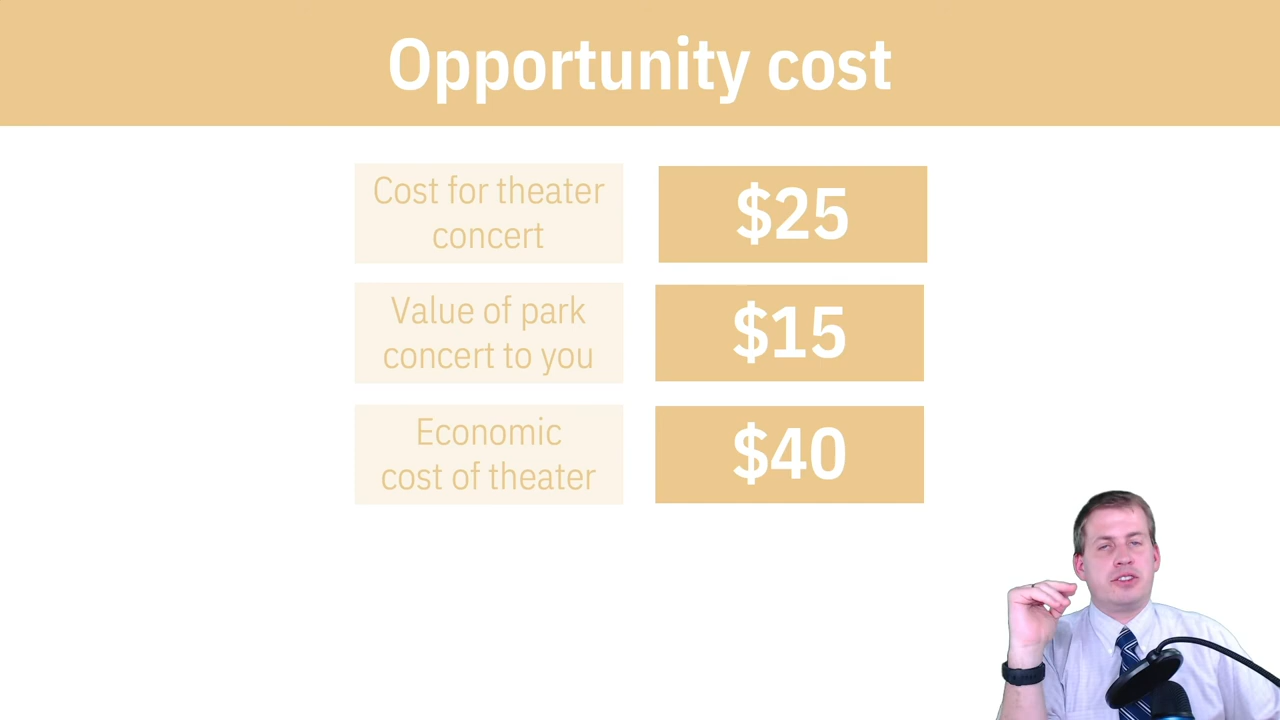 Opportunity cost
Cost for theater
concert
$25
Value of park
concert to you
$15
Economic
cost of theater
$40